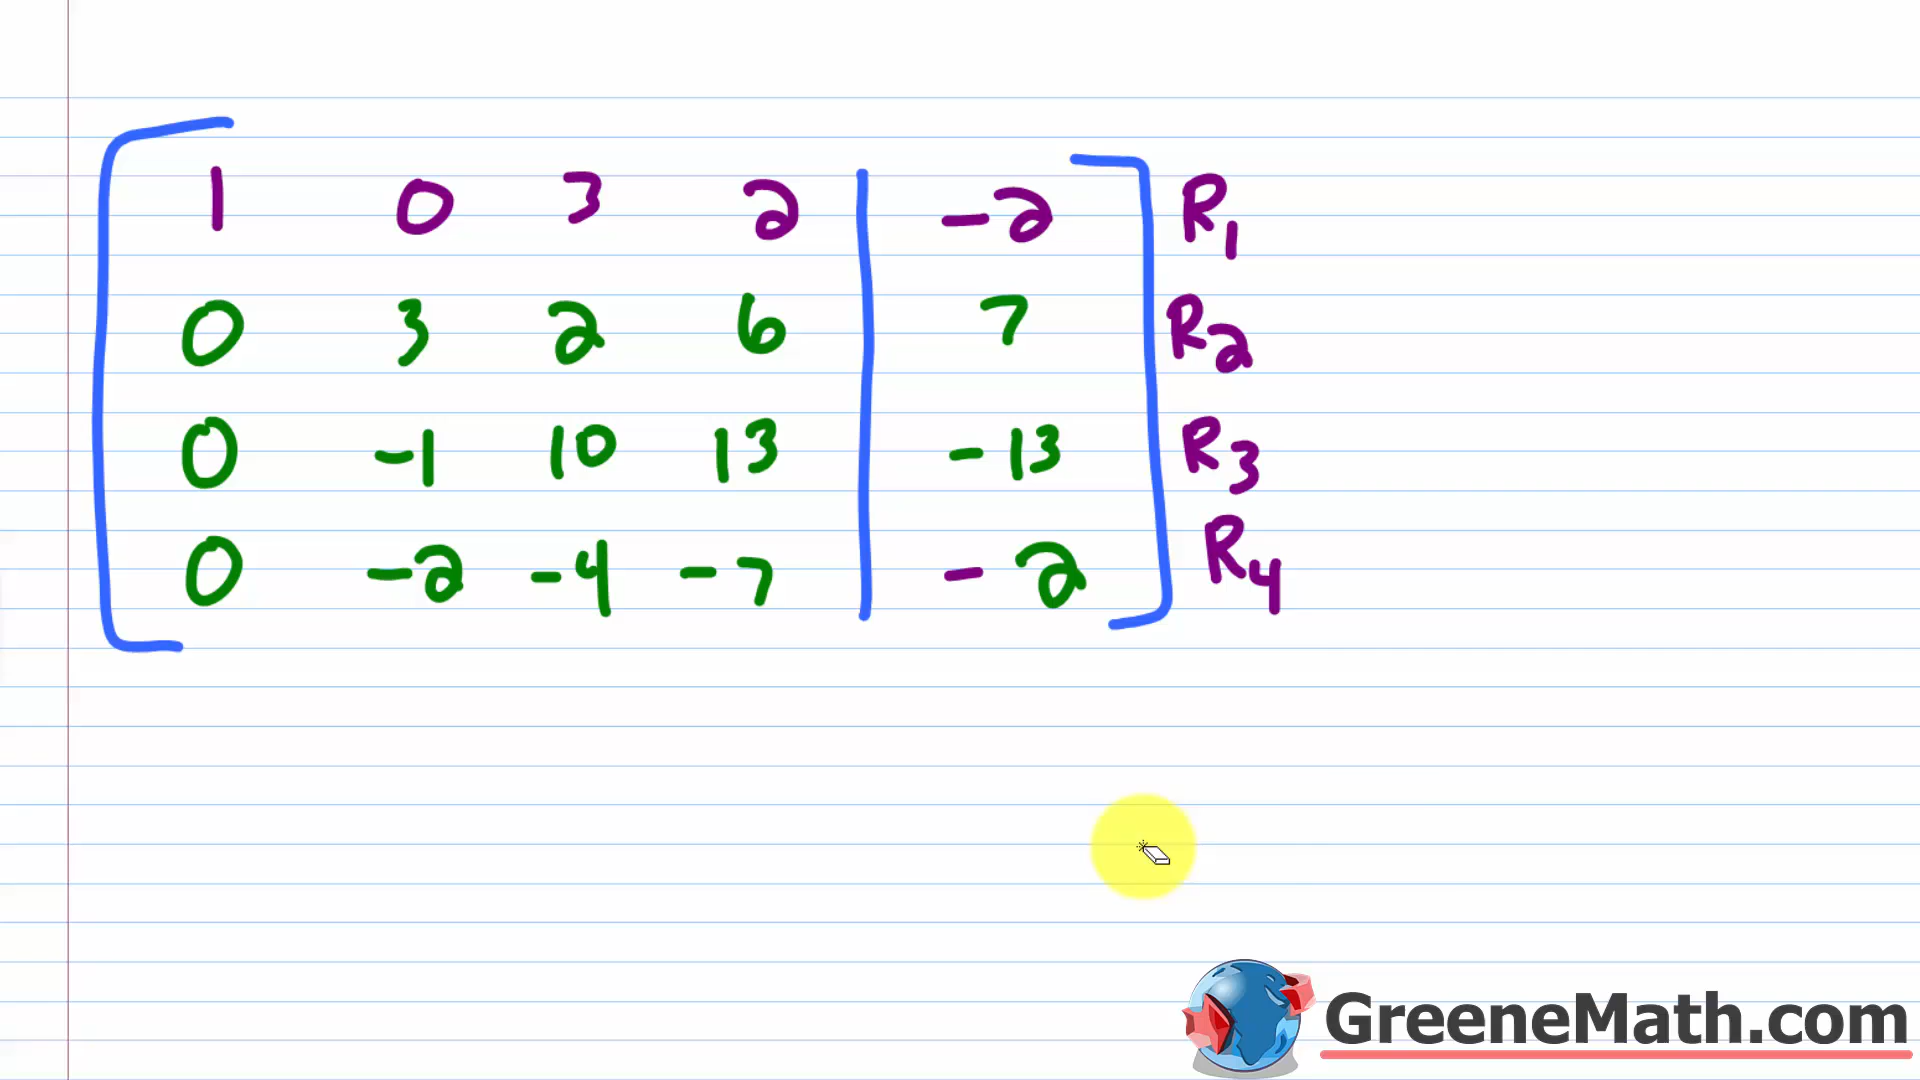 1 0 3 2 | -2 R1
0 3 2 6 | 7 R2
0 -1 10 13 | -13 R3
0 -2 -4 -7 | -2 R4
GreeneMath.com